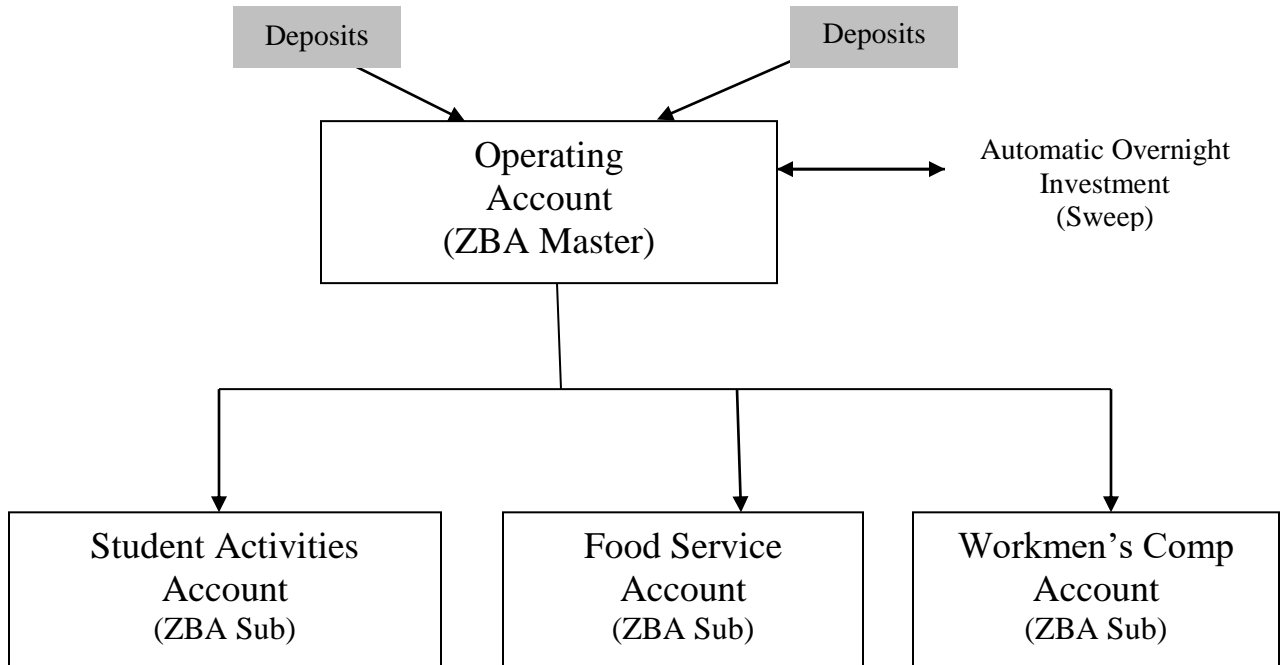 Deposits
Deposits
Operating
Account
(ZBA Master)
Automatic Overnight
Investment
(Sweep)
Student Activities
Account
(ZBA Sub)
Food Service
Account
(ZBA Sub)
Workmen’s Comp
Account
(ZBA Sub)